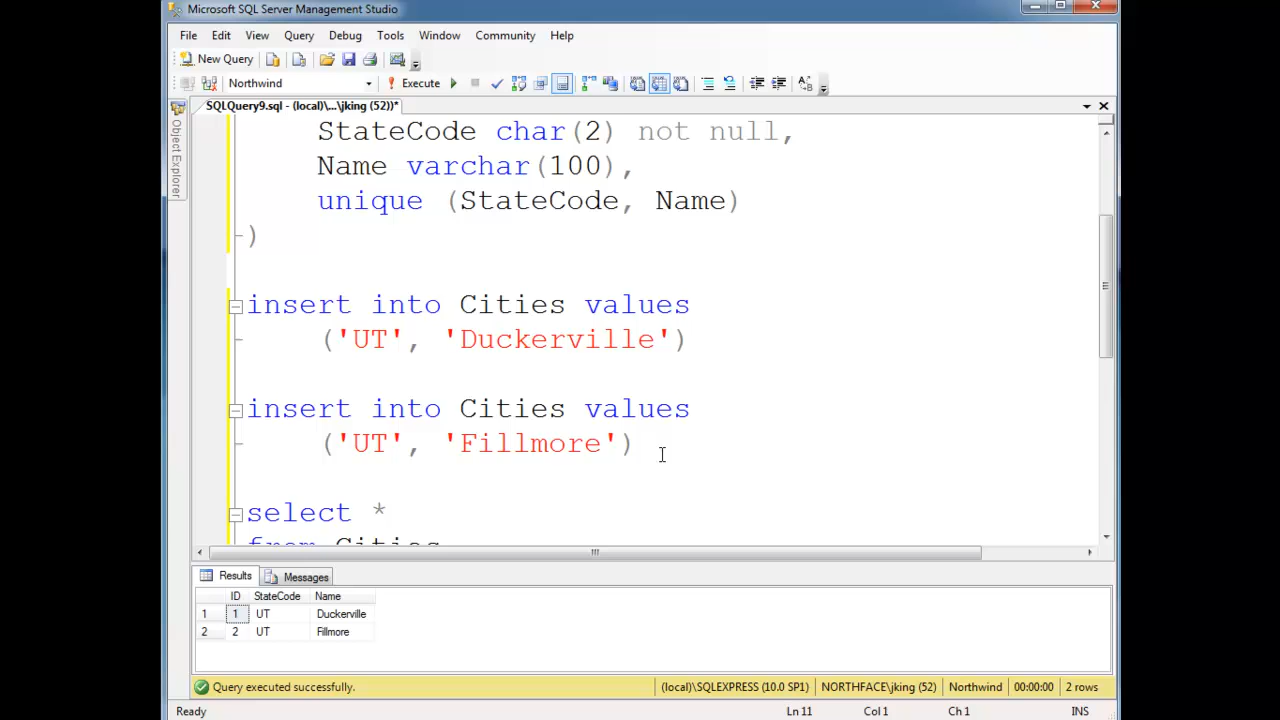 Microsoft SQL Server Management Studio
File Edit View Query Debug Tools Window Community Help
New Query
Northwind Execute
SQLQuery9.sql - (local)\...\jking (52))*
Object Explorer
StateCode char(2) not null,
Name varchar(100),
unique (StateCode, Name)
)
insert into Cities values
('UT', 'Duckerville')
insert into Cities values
('UT', 'Fillmore')
select *
from Cities
Results Messages
ID StateCode Name
1 1 UT Duckerville
2 2 UT Fillmore
Query executed successfully. (local)\SQLEXPRESS (10.0 SP1) NORTHFACE\jking (52) Northwind 00:00:00 2 rows
Ready Ln 11 Col 1 Ch 1 INS